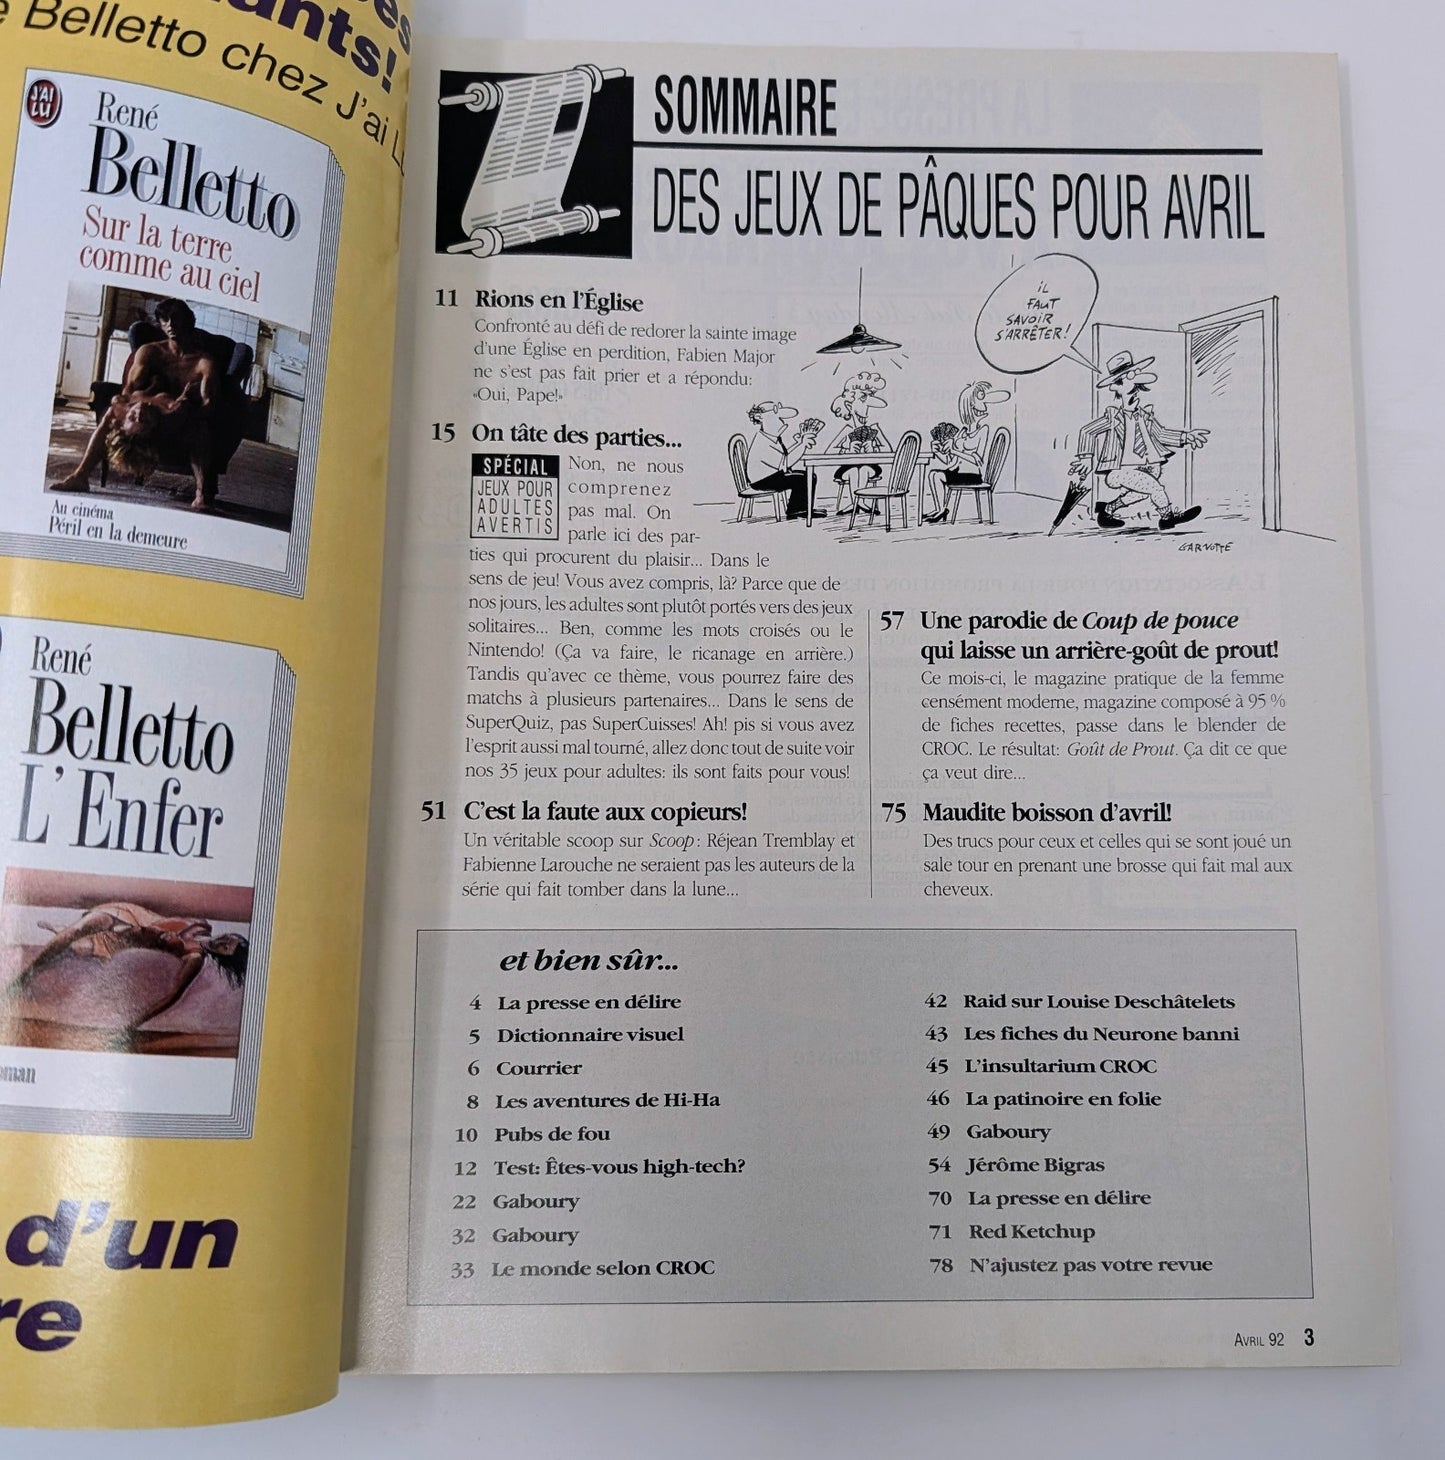 ants!
Belletto chez J'ai
J'AI
LU
René
Belletto
Sur la terre
comme au ciel
Au cinéma
Péril en la demeure
René
Belletto
L'Enfer
d'un
re
SOMMAIRE
DES JEUX DE PÂQUES POUR AVRIL
11 Rions en l'Église
Confronté au défi de redorer la sainte image
d'une Église en perdition, Fabien Major
ne s'est pas fait prier et a répondu:
«Oui, Pape!»
IL
FAUT
SAVOIR
S'ARRÊTER!
GARNOTTE
15 On tâte des parties...
SPÉCIAL
JEUX POUR
ADULTES
AVERTIS
Non, ne nous
comprenez
pas mal. On
parle ici des par-
ties qui procurent du plaisir... Dans le
sens de jeu! Vous avez compris, là? Parce que de
nos jours, les adultes sont plutôt portés vers des jeux
solitaires... Ben, comme les mots croisés ou le
Nintendo! (Ça va faire, le ricanage en arrière.)
Tandis qu'avec ce thème, vous pourrez faire des
matchs à plusieurs partenaires... Dans le sens de
SuperQuiz, pas SuperCuisses! Ah! pis si vous avez
l'esprit aussi mal tourné, allez donc tout de suite voir
nos 35 jeux pour adultes: ils sont faits pour vous!
51 C'est la faute aux copieurs!
Un véritable scoop sur Scoop: Réjean Tremblay et
Fabienne Larouche ne seraient pas les auteurs de la
série qui fait tomber dans la lune...
57 Une parodie de Coup de pouce
qui laisse un arrière-goût de prout!
Ce mois-ci, le magazine pratique de la femme
censément moderne, magazine composé à 95 %
de fiches recettes, passe dans le blender de
CROC. Le résultat: Goût de Prout. Ça dit ce que
ça veut dire...
75 Maudite boisson d'avril!
Des trucs pour ceux et celles qui se sont joué un
sale tour en prenant une brosse qui fait mal aux
cheveux.
et bien sûr...
4 La presse en délire
5 Dictionnaire visuel
6 Courrier
8 Les aventures de Hi-Ha
10 Pubs de fou
12 Test: Êtes-vous high-tech?
22 Gaboury
32 Gaboury
33 Le monde selon CROC
42 Raid sur Louise Deschâtelets
43 Les fiches du Neurone banni
45 L'insultarium CROC
46 La patinoire en folie
49 Gaboury
54 Jérôme Bigras
70 La presse en délire
71 Red Ketchup
78 N'ajustez pas votre revue
AVRIL 92 3